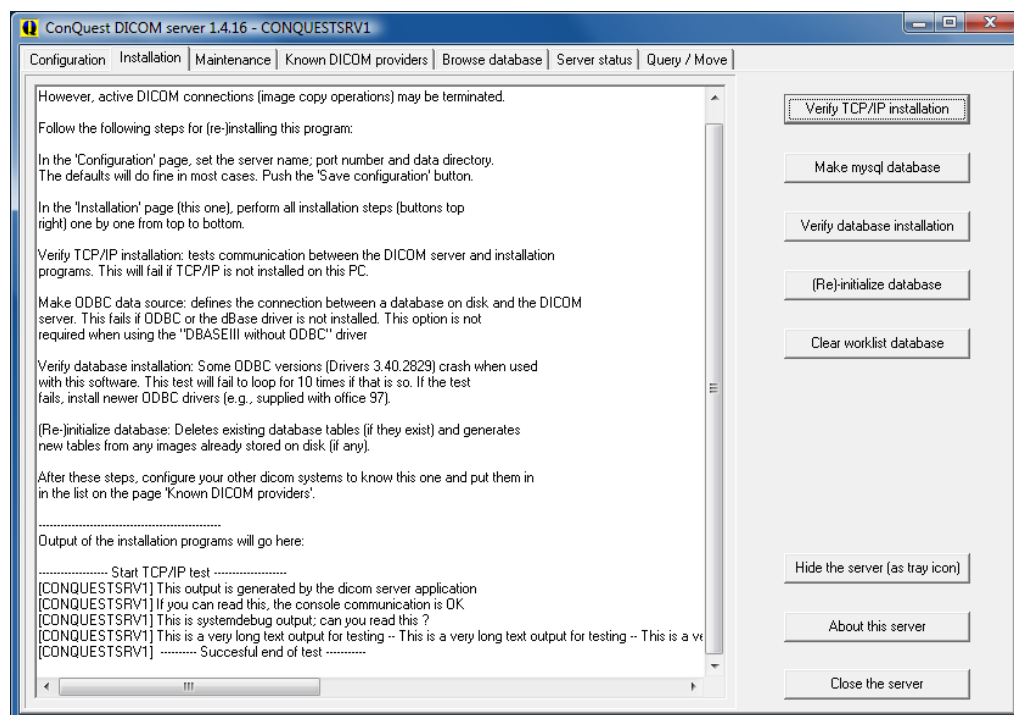 ConQuest DICOM server 1.4.16 - CONQUESTSRV1
Configuration Installation Maintenance Known DICOM providers Browse database Server status Query / Move
However, active DICOM connections (image copy operations) may be terminated.
Follow the following steps for (re-)installing this program:
In the 'Configuration' page, set the server name; port number and data directory.
The defaults will do fine in most cases. Push the 'Save configuration' button.
In the 'Installation' page (this one), perform all installation steps (buttons top
right) one by one from top to bottom.
Verify TCP/IP installation: tests communication between the DICOM server and installation
programs. This will fail if TCP/IP is not installed on this PC.
Make ODBC data source: defines the connection between a database on disk and the DICOM
server. This fails if ODBC or the dBase driver is not installed. This option is not
required when using the "DBASEIII without ODBC" driver
Verify database installation: Some ODBC versions (Drivers 3.40.2829) crash when used
with this software. This test will fail to loop for 10 times if that is so. If the test
fails, install newer ODBC drivers (e.g., supplied with office 97).
(Re-)initialize database: Deletes existing database tables (if they exist) and generates
new tables from any images already stored on disk (if any).
After these steps, configure your other dicom systems to know this one and put them in
in the list on the page 'Known DICOM providers'.
--------------------------------------------------
Output of the installation programs will go here:
------------------- Start TCP/IP test --------------------
[CONQUESTSRV1] This output is generated by the dicom server application
[CONQUESTSRV1] If you can read this, the console communication is OK
[CONQUESTSRV1] This is systemdebug output; can you read this ?
[CONQUESTSRV1] This is a very long text output for testing -- This is a very long text output for testing -- This is a ve
[CONQUESTSRV1] ---------- Succesful end of test -----------
Verify TCP/IP installation
Make mysql database
Verify database installation
(Re)-initialize database
Clear worklist database
Hide the server (as tray icon)
About this server
Close the server